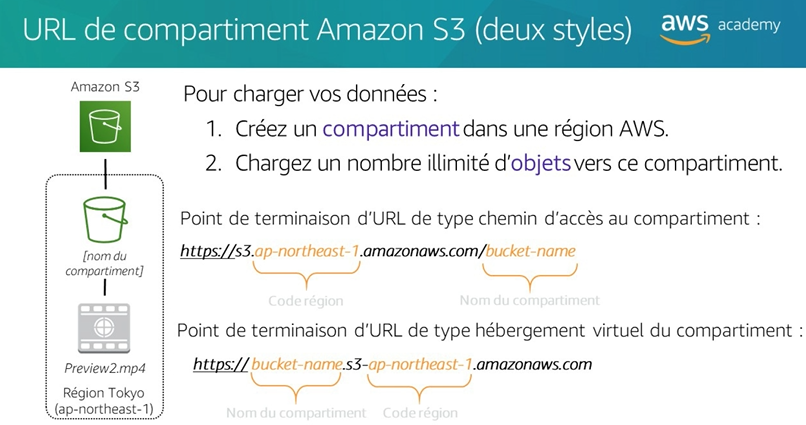 URL de compartiment Amazon S3 (deux styles)
aws academy
Amazon S3
[nom du
compartiment]
Preview2.mp4
Région Tokyo
(ap-northeast-1)
Pour charger vos données :
1. Créez un compartiment dans une région AWS.
2. Chargez un nombre illimité d’objets vers ce compartiment.
Point de terminaison d’URL de type chemin d’accès au compartiment :
https://s3.ap-northeast-1.amazonaws.com/bucket-name
Code région
Nom du compartiment
Point de terminaison d’URL de type hébergement virtuel du compartiment :
https:// bucket-name.s3-ap-northeast-1.amazonaws.com
Nom du compartiment
Code région